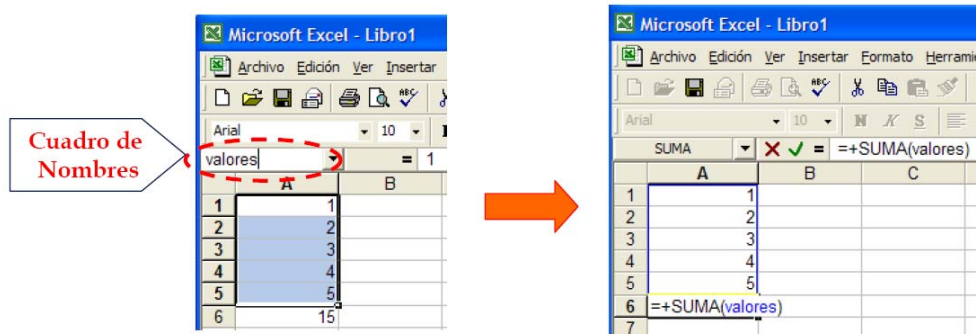 Cuadro de
Nombres
Microsoft Excel - Libro1
Archivo Edición Ver Insertar
ABC
Arial 10
valores = 1
A B
1 1
2 2
3 3
4 4
5 5
6 15
Microsoft Excel - Libro1
Archivo Edición Ver Insertar Formato
ABC
Arial 10 N K S
SUMA = =+SUMA(valores)
A B C
1 1
2 2
3 3
4 4
5 5
6 =+SUMA(valores)
7